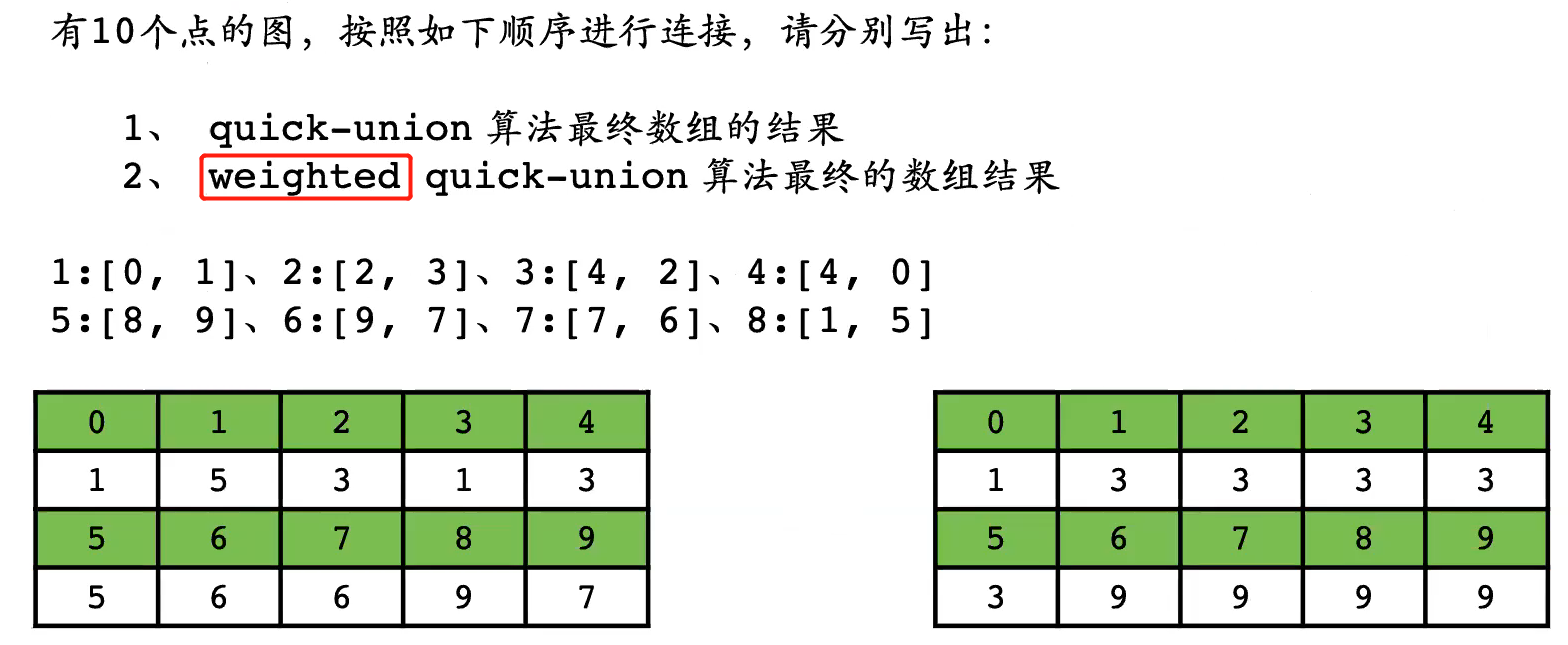 有10个点的图，按照如下顺序进行连接，请分别写出：
1、 quick-union 算法最终数组的结果
2、 weighted quick-union 算法最终的数组结果
1:[0, 1]、2:[2, 3]、3:[4, 2]、4:[4, 0]
5:[8, 9]、6:[9, 7]、7:[7, 6]、8:[1, 5]
0 1 2 3 4
1 5 3 1 3
5 6 7 8 9
5 6 6 9 7
0 1 2 3 4
1 3 3 3 3
5 6 7 8 9
3 9 9 9 9